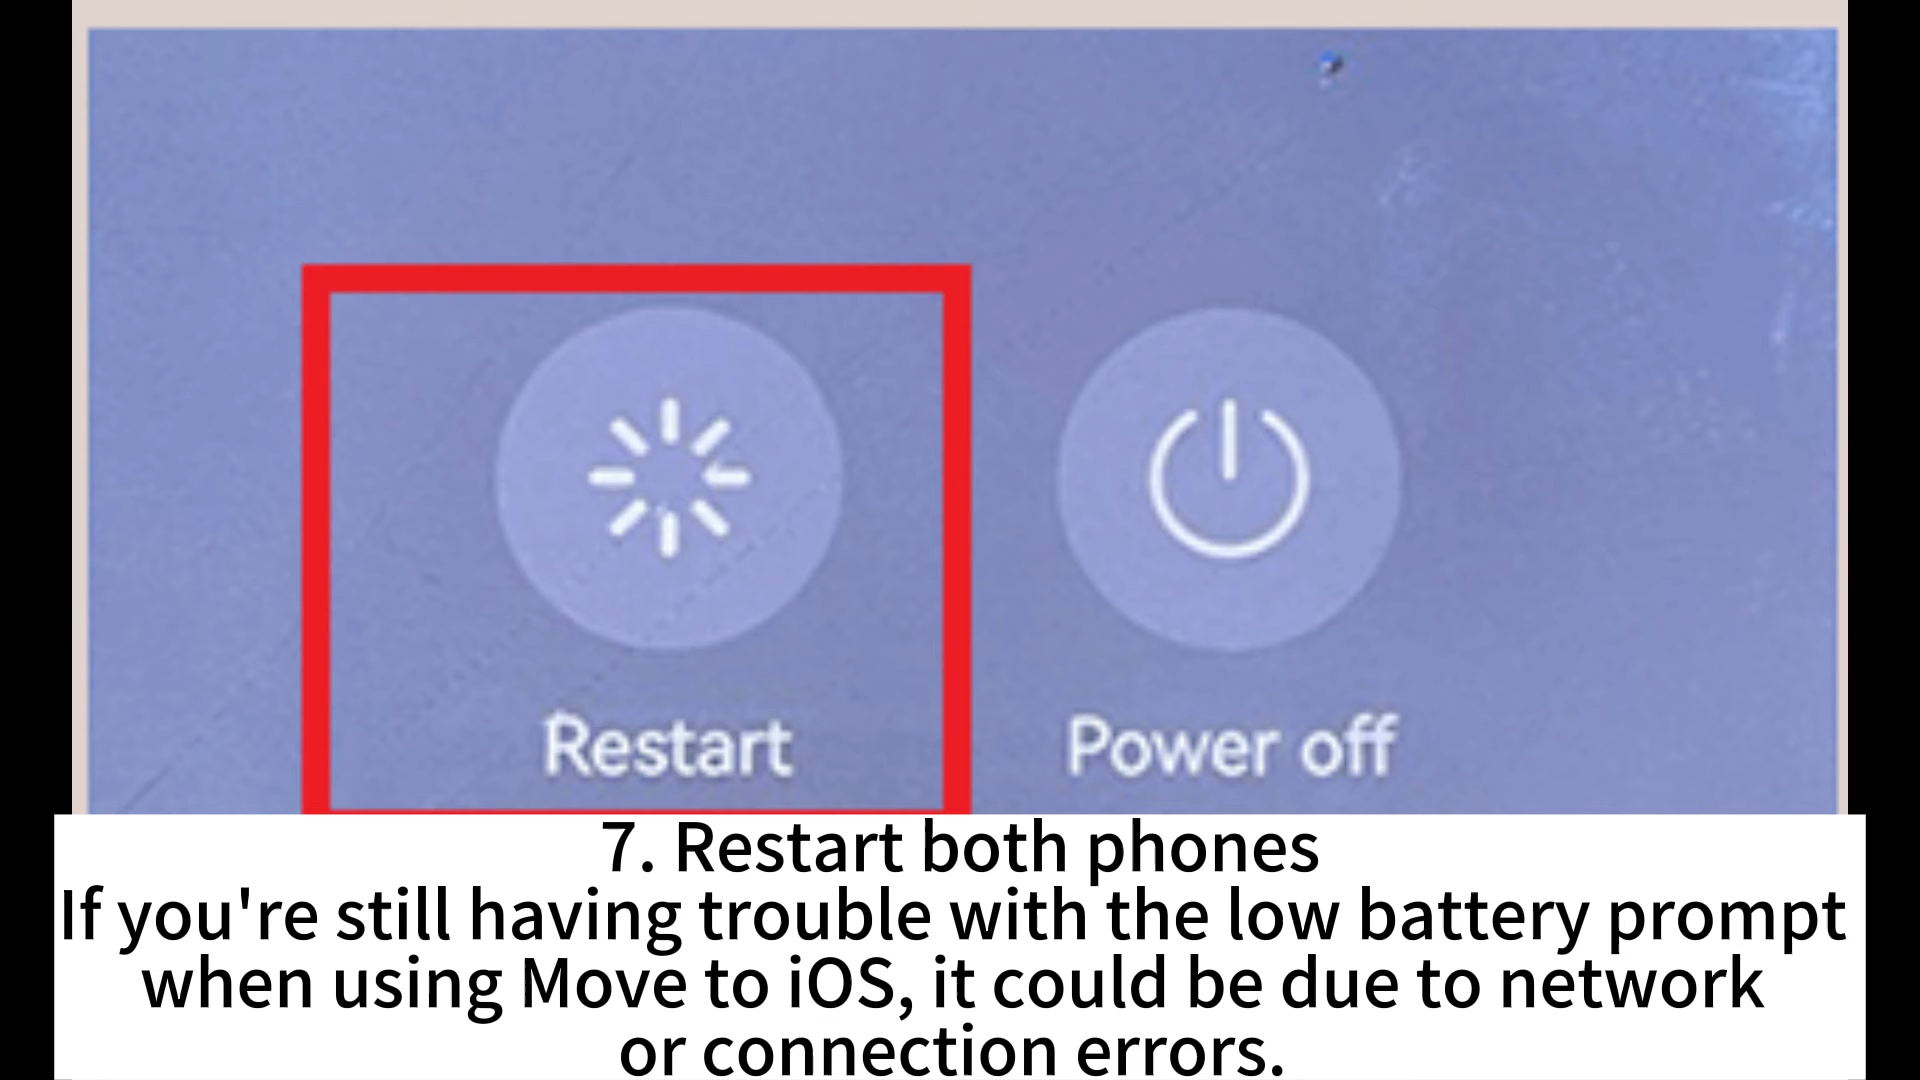 Restart
Power off
7. Restart both phones
If you're still having trouble with the low battery prompt
when using Move to iOS, it could be due to network
or connection errors.